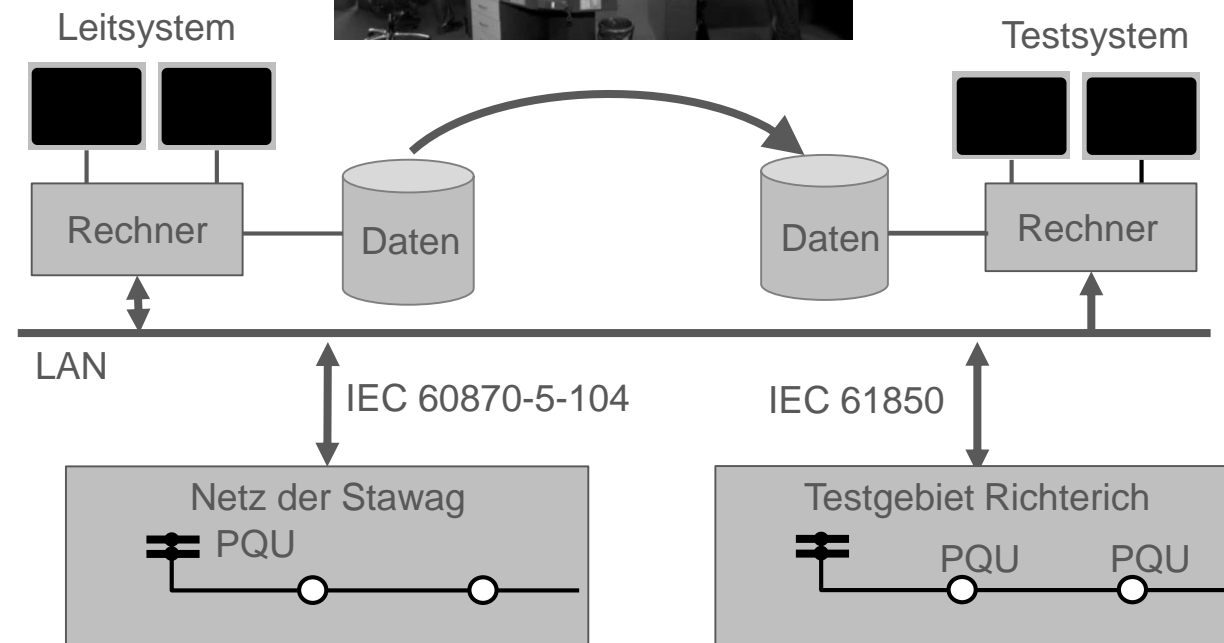 Leitsystem
Testsystem
Rechner
Daten
Daten
Rechner
LAN
IEC 60870-5-104
IEC 61850
Netz der Stawag
PQU
Testgebiet Richterich
PQU
PQU